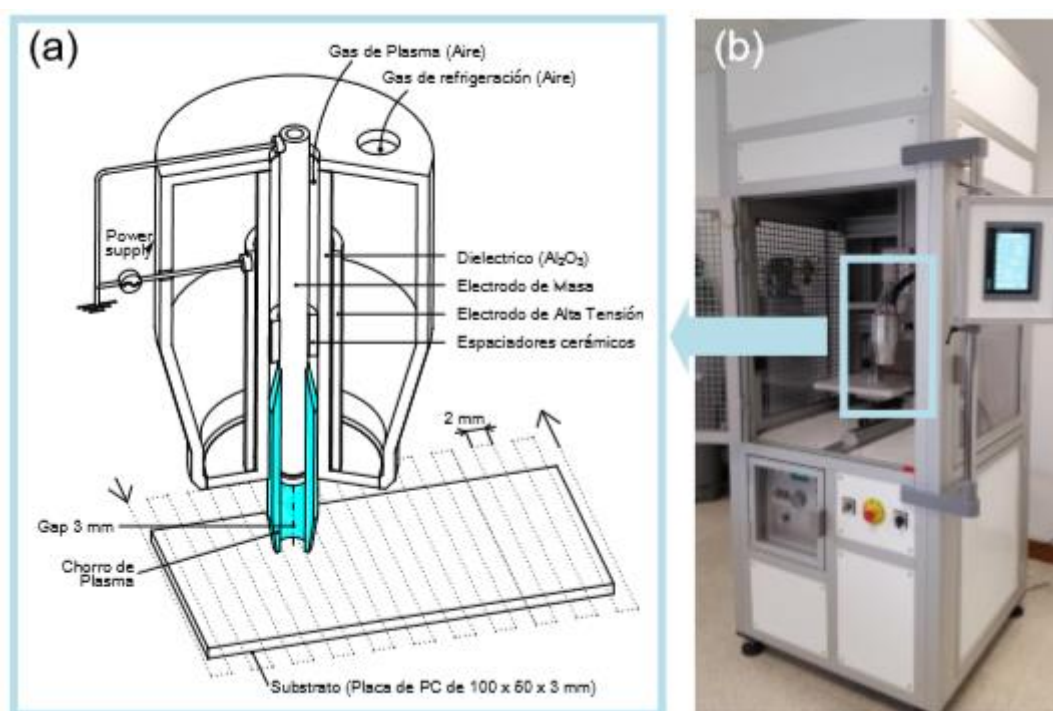 (a)
Gas de Plasma (Aire)
Gas de refrigeración (Aire)
Power
supply
Dielectrico (Al₂O₃)
Electrodo de Masa
Electrodo de Alta Tensión
Espaciadores cerámicos
2 mm
Gap 3 mm
Chorro de
Plasma
Substrato (Placa de PC de 100 x 50 x 3 mm)
(b)